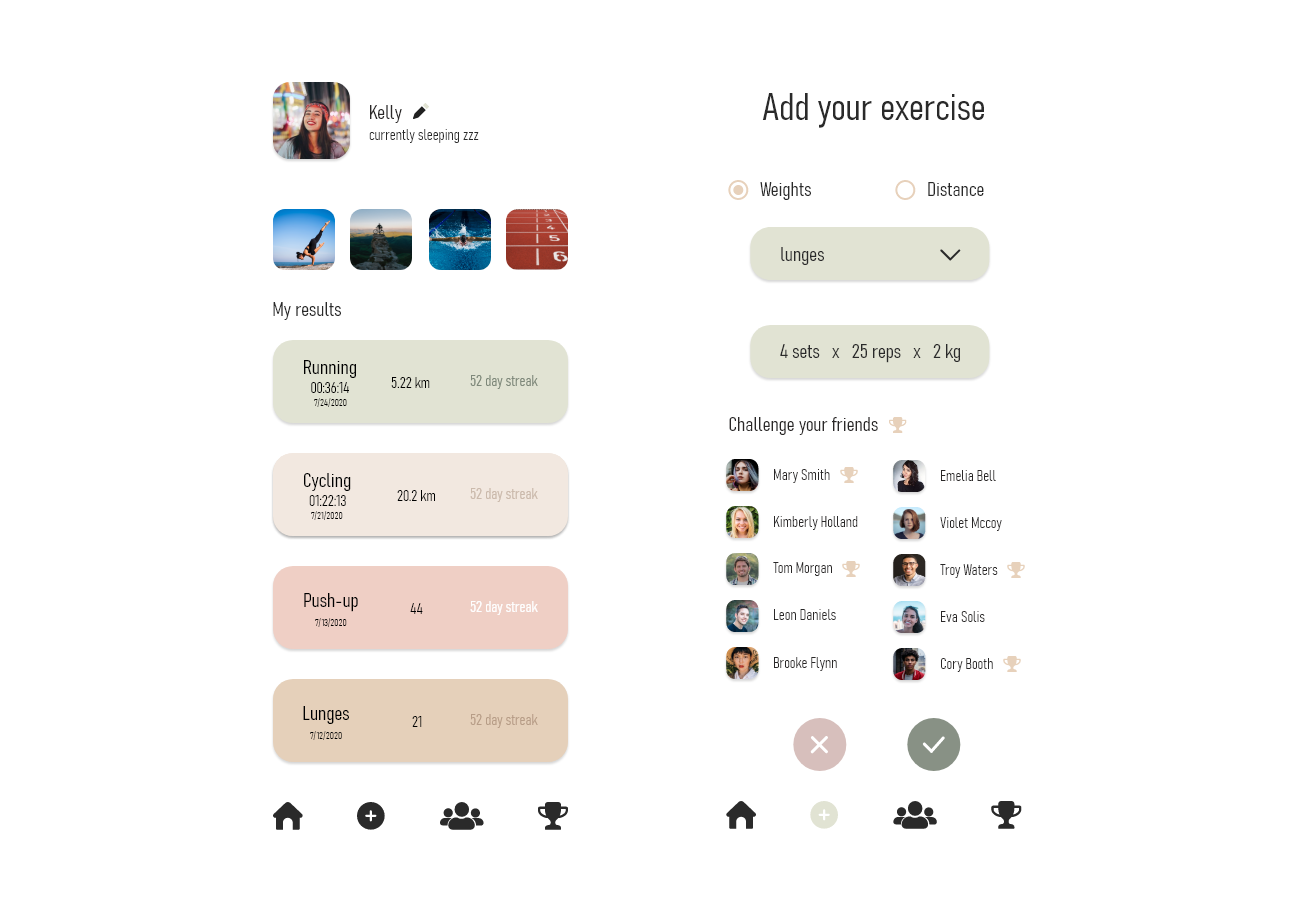 Kelly
currently sleeping zzz
5
6
My results
Running
00:36:14
7/24/2020
5.22 km
52 day streak
Cycling
01:22:13
7/21/2020
20.2 km
52 day streak
Push-up
7/13/2020
44
52 day streak
Lunges
7/12/2020
21
52 day streak
Add your exercise
Weights
Distance
lunges
4 sets x 25 reps x 2 kg
Challenge your friends
Mary Smith
Emelia Bell
Kimberly Holland
Violet Mccoy
Tom Morgan
Troy Waters
Leon Daniels
Eva Solis
Brooke Flynn
Cory Booth